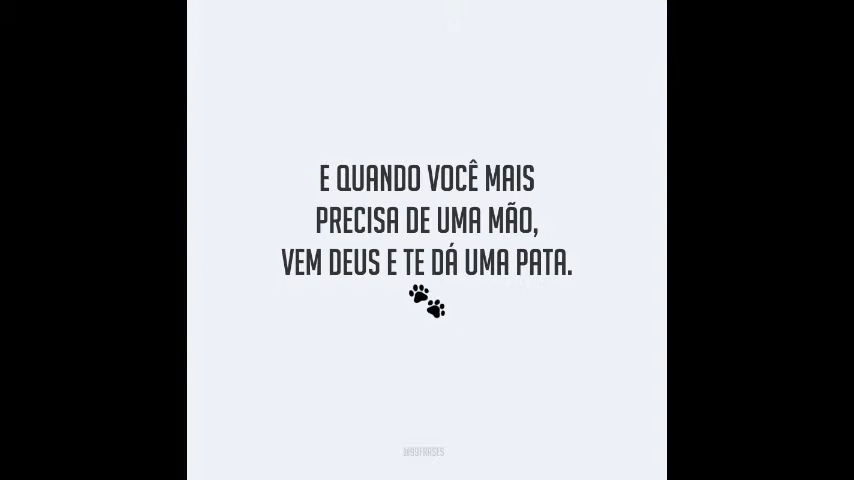 E QUANDO VOCÊ MAIS
PRECISA DE UMA MÃO,
VEM DEUS E TE DÁ UMA PATA.